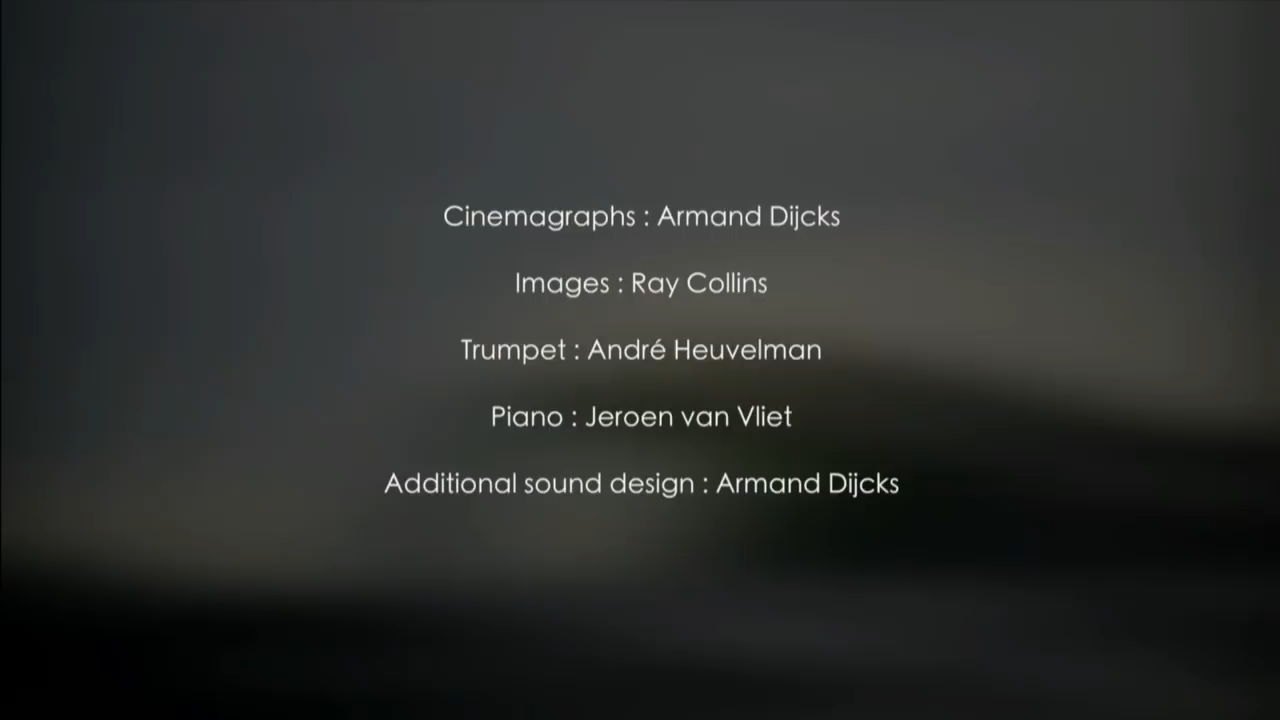 Cinemagraphs : Armand Dijcks
Images : Ray Collins
Trumpet : André Heuvelman
Piano : Jeroen van Vliet
Additional sound design : Armand Dijcks